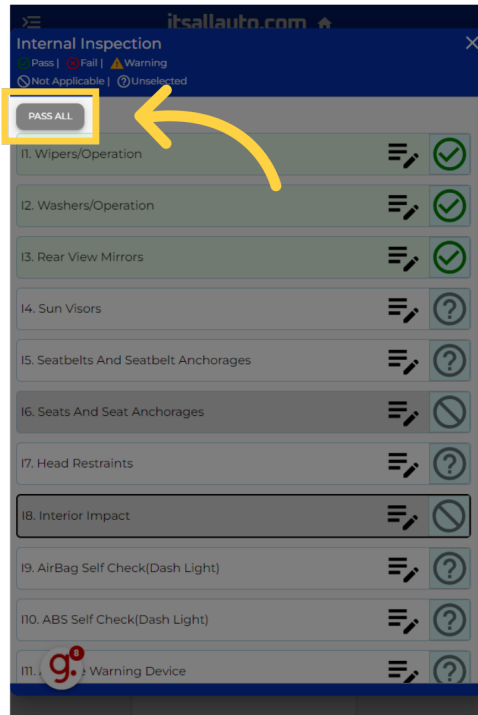 itsallauto.com
Internal Inspection
Pass | Fail | Warning
Not Applicable | Unselected
PASS ALL
I1. Wipers/Operation
I2. Washers/Operation
I3. Rear View Mirrors
I4. Sun Visors
I5. Seatbelts And Seatbelt Anchorages
I6. Seats And Seat Anchorages
I7. Head Restraints
I8. Interior Impact
I9. AirBag Self Check(Dash Light)
I10. ABS Self Check(Dash Light)
I11. Warning Device
g.
8